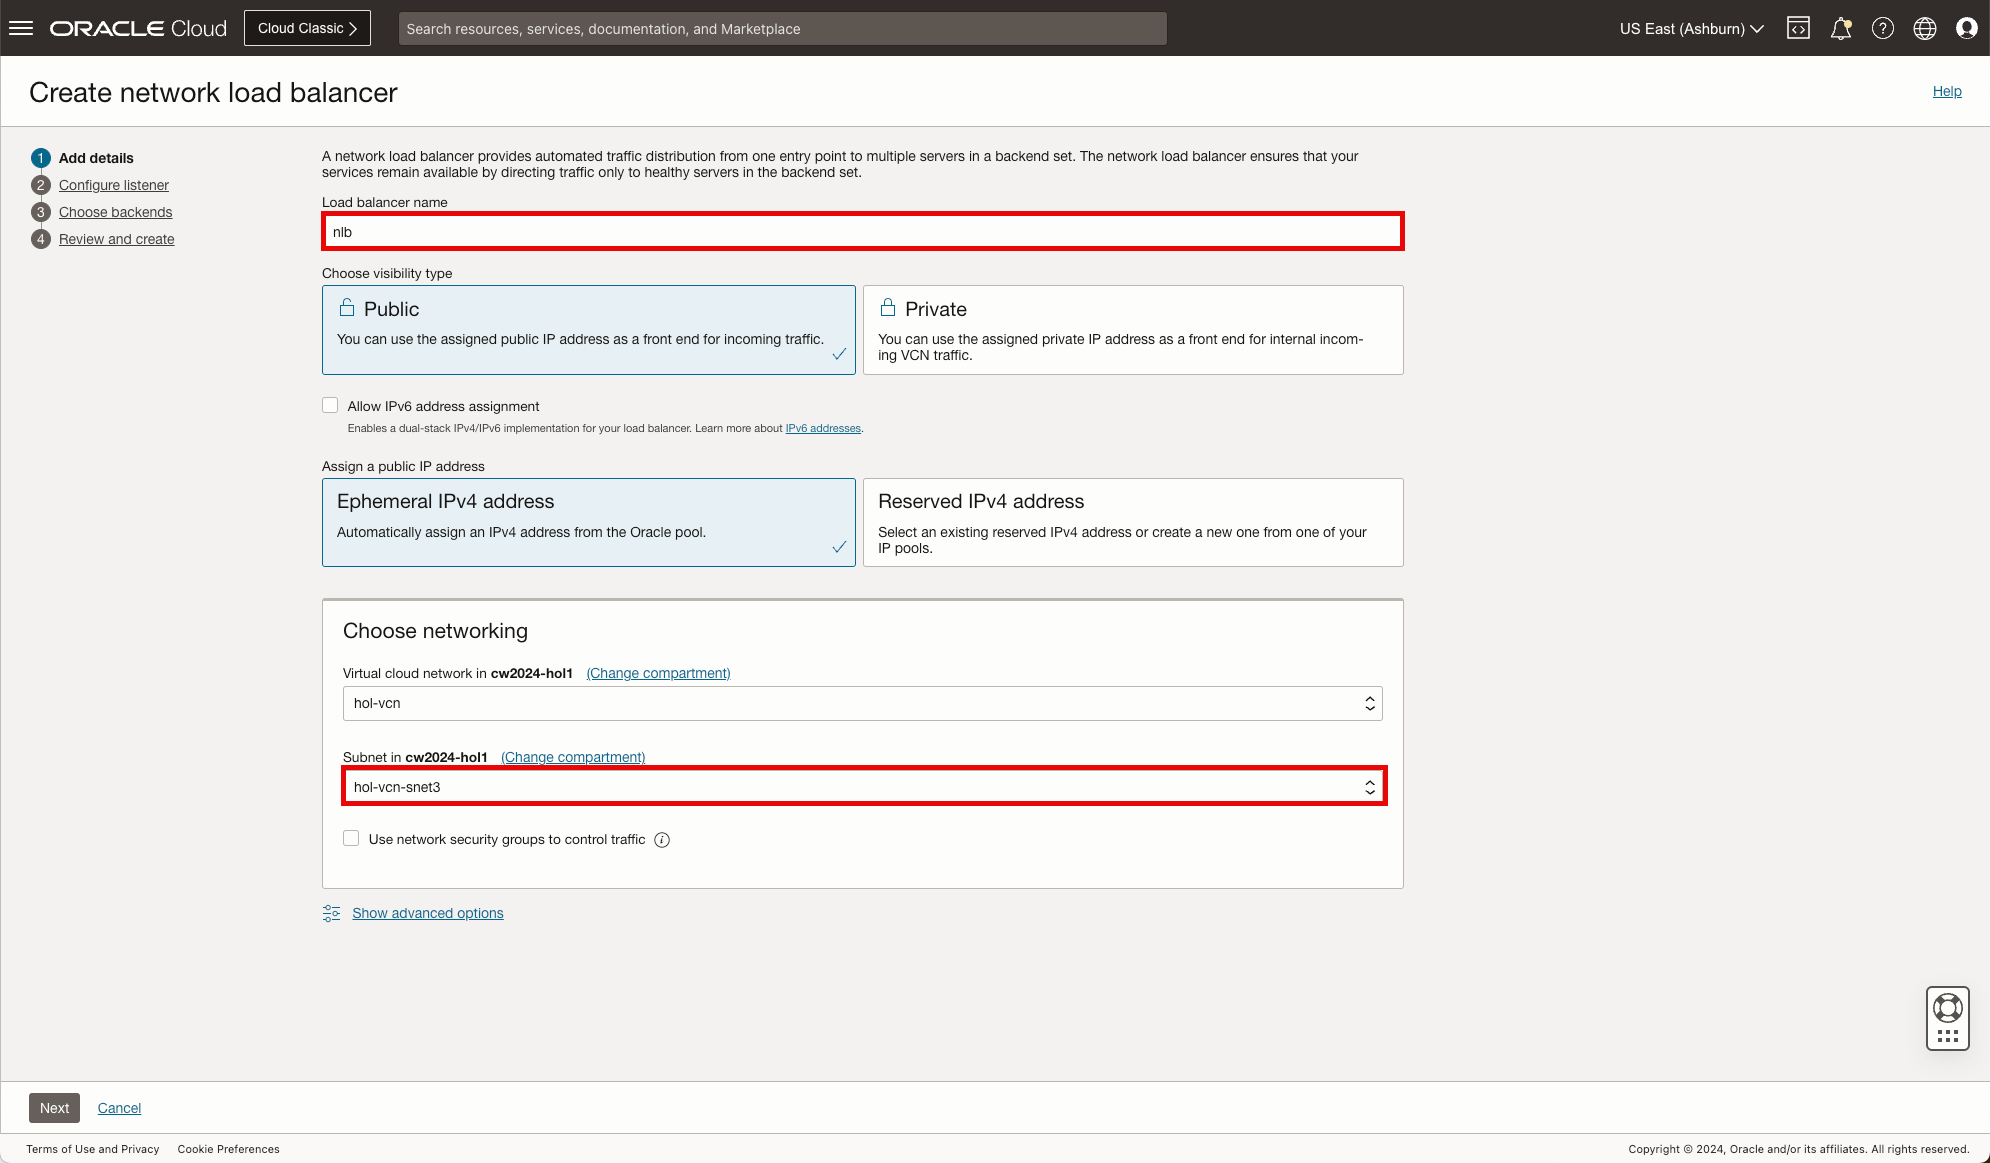 ORACLE Cloud
Cloud Classic
Search resources, services, documentation, and Marketplace
US East (Ashburn)
Create network load balancer
Help
1 Add details
2 Configure listener
3 Choose backends
4 Review and create
A network load balancer provides automated traffic distribution from one entry point to multiple servers in a backend set. The network load balancer ensures that your
services remain available by directing traffic only to healthy servers in the backend set.
Load balancer name
nlb
Choose visibility type
Public
You can use the assigned public IP address as a front end for incoming traffic.
Private
You can use the assigned private IP address as a front end for internal incom-
ing VCN traffic.
Allow IPv6 address assignment
Enables a dual-stack IPv4/IPv6 implementation for your load balancer. Learn more about IPv6 addresses.
Assign a public IP address
Ephemeral IPv4 address
Automatically assign an IPv4 address from the Oracle pool.
Reserved IPv4 address
Select an existing reserved IPv4 address or create a new one from one of your
IP pools.
Choose networking
Virtual cloud network in cw2024-hol1 (Change compartment)
hol-vcn
Subnet in cw2024-hol1 (Change compartment)
hol-vcn-snet3
Use network security groups to control traffic
Show advanced options
Next
Cancel
Terms of Use and Privacy
Cookie Preferences
Copyright © 2024, Oracle and/or its affiliates. All rights reserved.